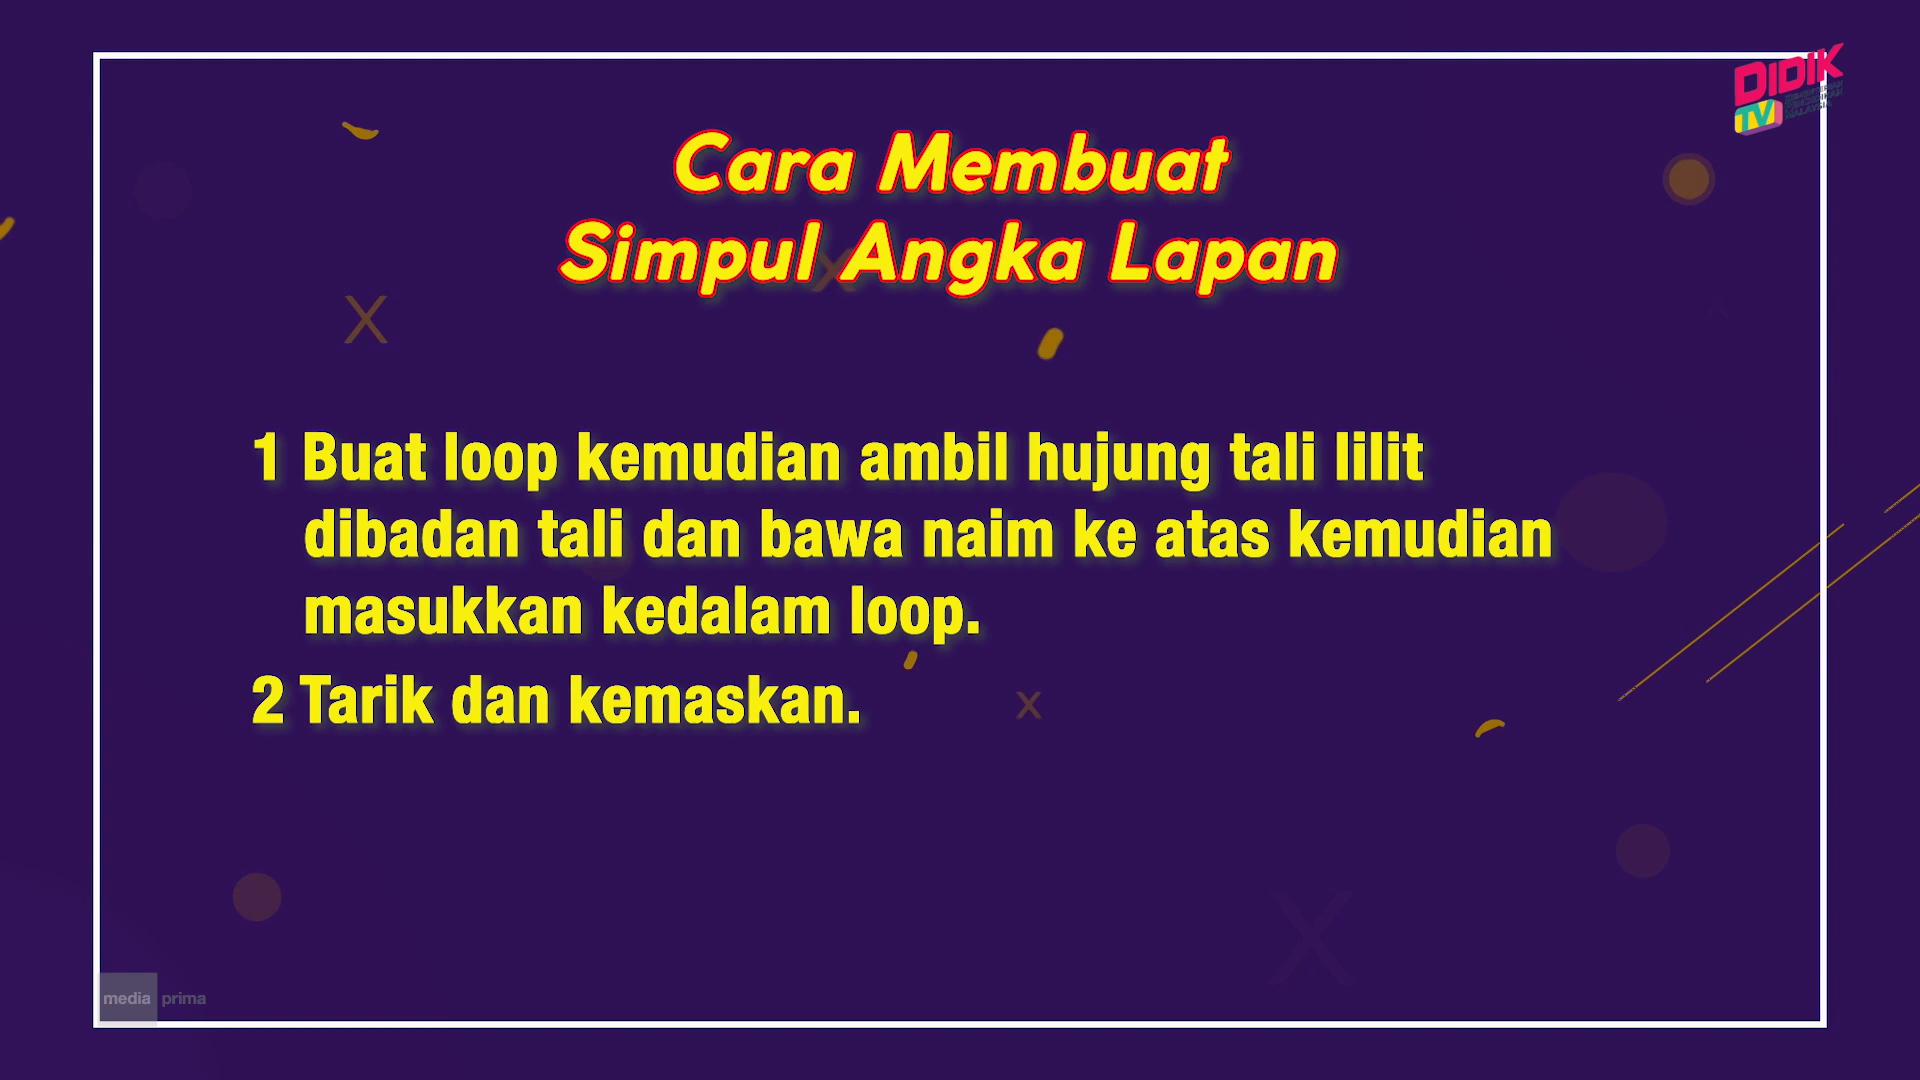 DIDIK
TV
Cara Membuat
Simpul Angka Lapan
1 Buat loop kemudian ambil hujung tali lilit
dibadan tali dan bawa naim ke atas kemudian
masukkan kedalam loop.
2 Tarik dan kemaskan.
media prima